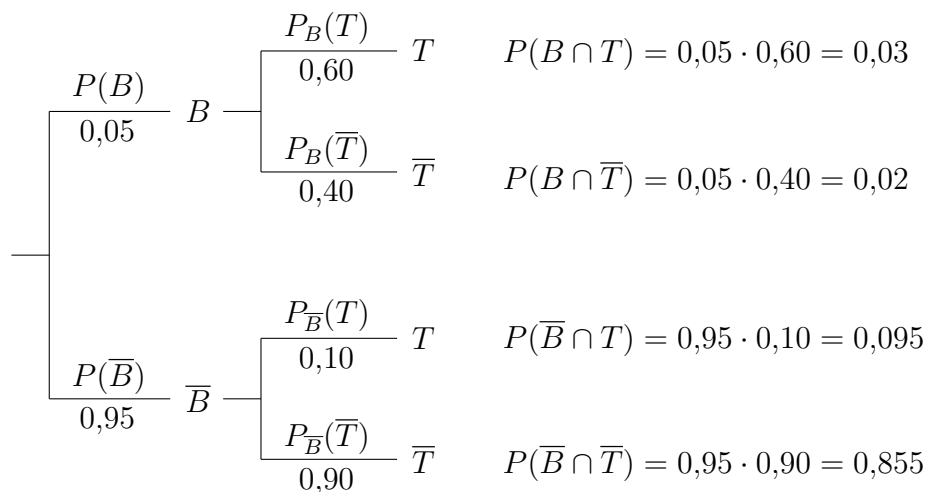 P_B(T)
0,60
T
P(B ∩ T) = 0,05 · 0,60 = 0,03
P(B)
0,05
B
P_B(T̅)
0,40
T̅
P(B ∩ T̅) = 0,05 · 0,40 = 0,02
P_B̅(T)
0,10
T
P(B̅ ∩ T) = 0,95 · 0,10 = 0,095
P(B̅)
0,95
B̅
P_B̅(T̅)
0,90
T̅
P(B̅ ∩ T̅) = 0,95 · 0,90 = 0,855